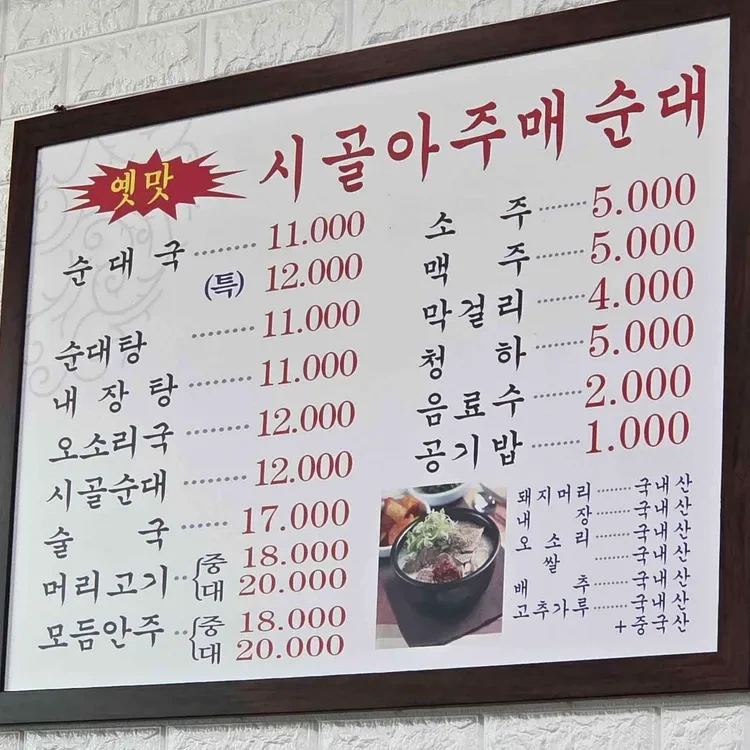 옛맛 시골아주매순대
순대국 ........ 11.000
(특) 12.000
순대탕 ........ 11.000
내장탕 ........ 11.000
오소리국 ........ 12.000
시골순대 ........ 12.000
술국 ...... 17.000
머리고기 .. {중 18.000
대 20.000
모듬안주 .. {중 18.000
대 20.000
소주 ...... 5.000
맥주 ...... 5.000
막걸리 ...... 4.000
청하 ...... 5.000
음료수 ...... 2.000
공기밥 ...... 1.000
돼지머리 ...... 국내산
내장 ...... 국내산
오소리 ...... 국내산
쌀 ...... 국내산
배추 ...... 국내산
고추가루 ...... 국내산
+중국산